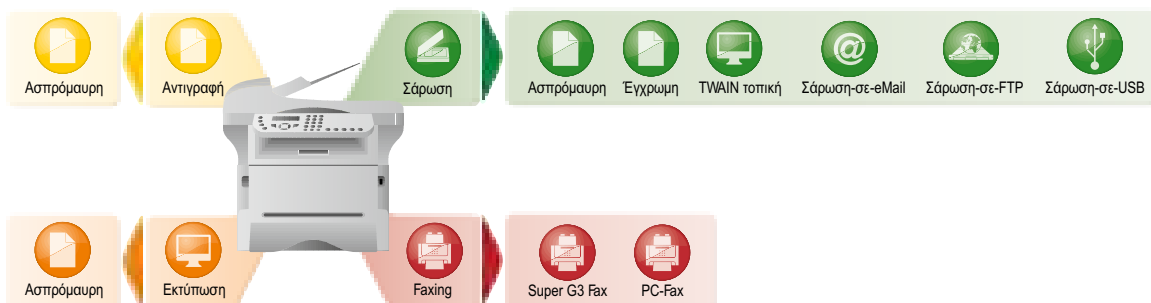 Ασπρόμαυρη
Αντιγραφή
Σάρωση
Ασπρόμαυρη
Έγχρωμη
TWAIN τοπική
Σάρωση-σε-eMail
Σάρωση-σε-FTP
Σάρωση-σε-USB
Ασπρόμαυρη
Εκτύπωση
Faxing
Super G3 Fax
PC-Fax